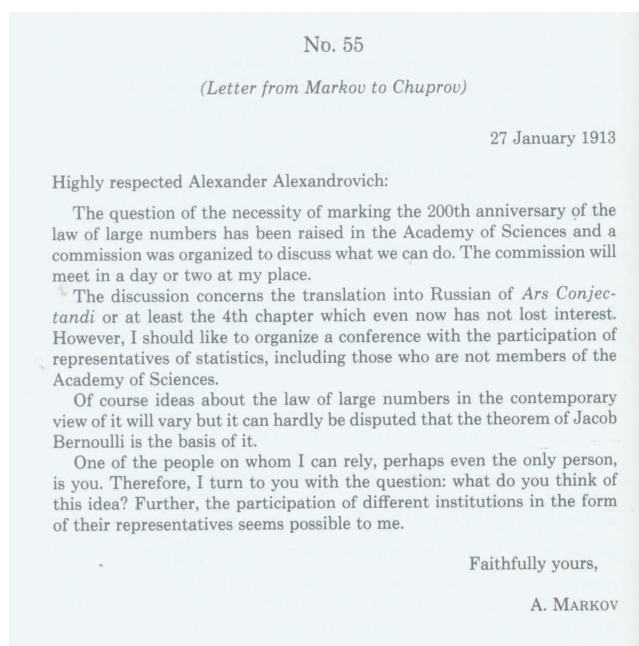 No. 55
(Letter from Markov to Chuprov)
27 January 1913
Highly respected Alexander Alexandrovich:
The question of the necessity of marking the 200th anniversary of the
law of large numbers has been raised in the Academy of Sciences and a
commission was organized to discuss what we can do. The commission will
meet in a day or two at my place.
The discussion concerns the translation into Russian of Ars Conjec-
tandi or at least the 4th chapter which even now has not lost interest.
However, I should like to organize a conference with the participation of
representatives of statistics, including those who are not members of the
Academy of Sciences.
Of course ideas about the law of large numbers in the contemporary
view of it will vary but it can hardly be disputed that the theorem of Jacob
Bernoulli is the basis of it.
One of the people on whom I can rely, perhaps even the only person,
is you. Therefore, I turn to you with the question: what do you think of
this idea? Further, the participation of different institutions in the form
of their representatives seems possible to me.
Faithfully yours,
A. MARKOV